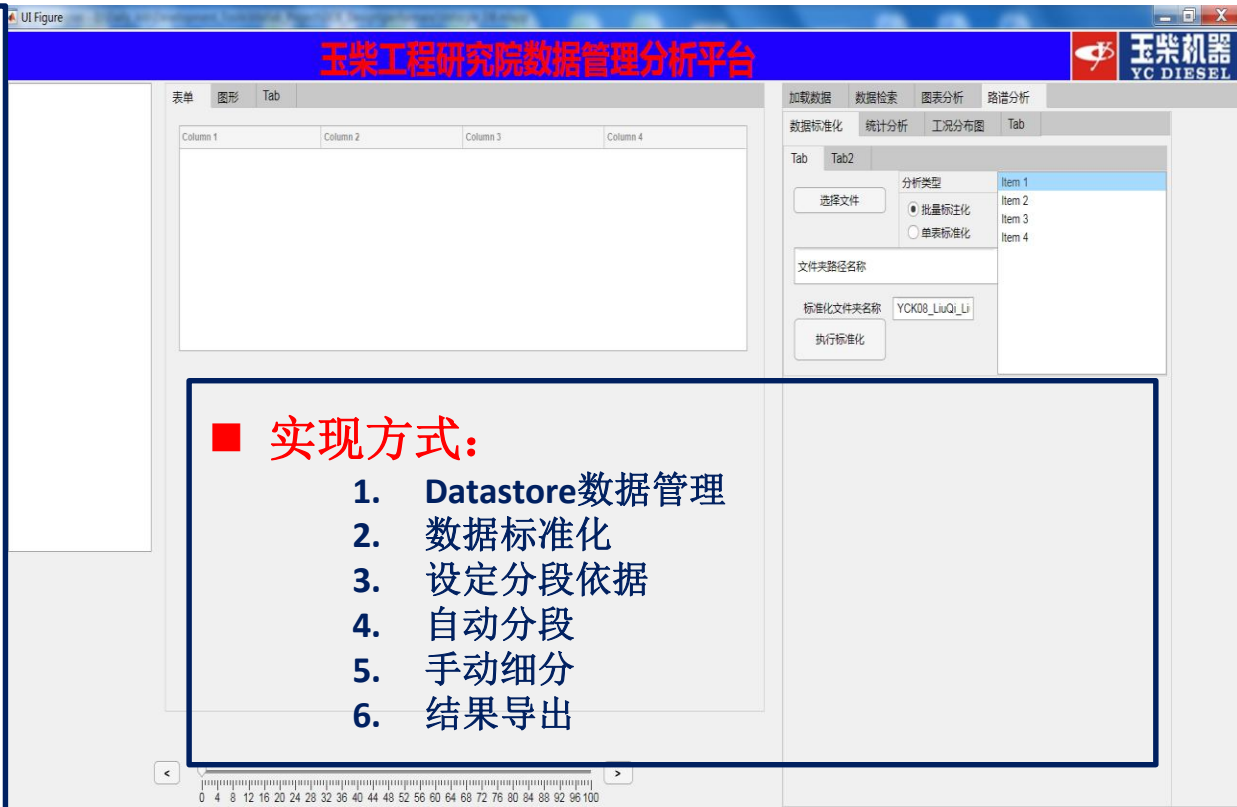 UI Figure
玉柴工程研究院数据管理分析平台
玉柴机器
YC DIESEL
表单 图形 Tab
Column 1 Column 2 Column 3 Column 4
加载数据 数据检索 图表分析 路谱分析
数据标准化 统计分析 工况分布图 Tab
Tab Tab2
选择文件
分析类型
批量标注化
单表标准化
Item 1
Item 2
Item 3
Item 4
文件夹路径名称
标准化文件夹名称 YCK08_LiuQi_Li
执行标准化
实现方式：
1. Datastore数据管理
2. 数据标准化
3. 设定分段依据
4. 自动分段
5. 手动细分
6. 结果导出
< >
0 4 8 12 16 20 24 28 32 36 40 44 48 52 56 60 64 68 72 76 80 84 88 92 96 100